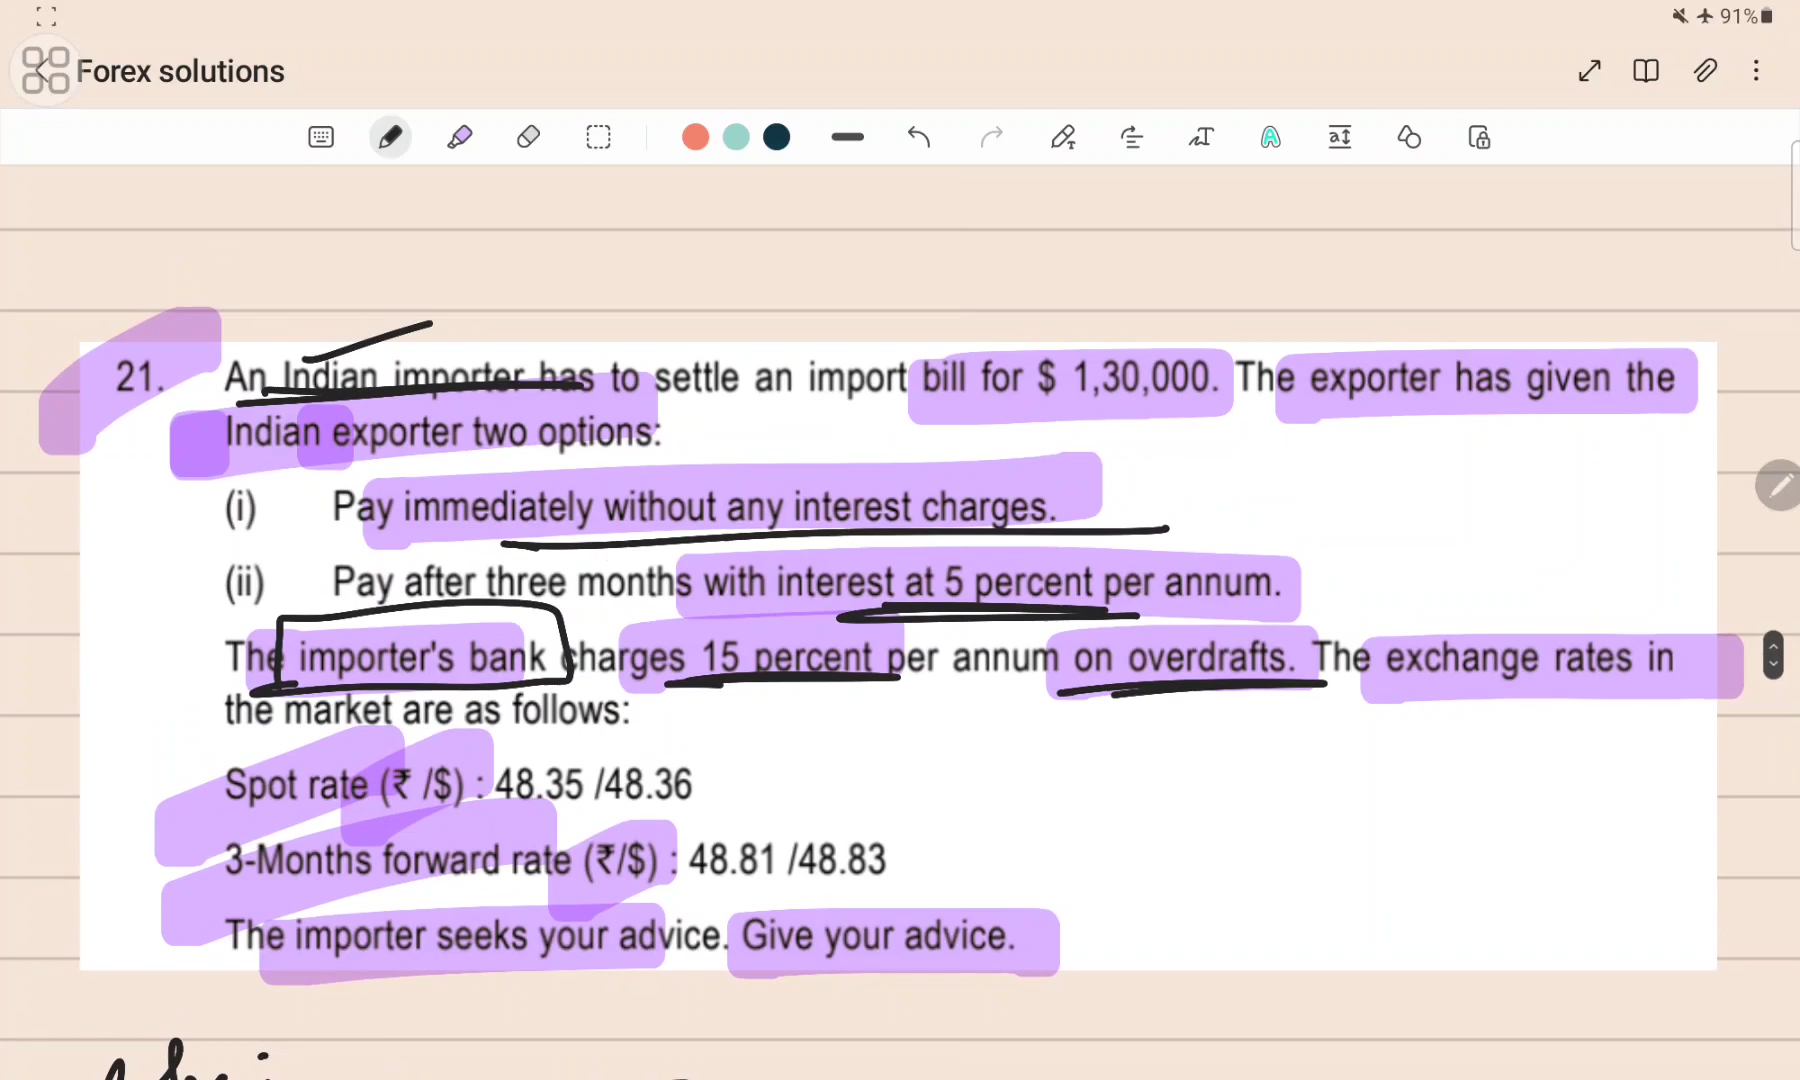 91%
Forex solutions
21. An Indian importer has to settle an import bill for $ 1,30,000. The exporter has given the
Indian exporter two options:
(i) Pay immediately without any interest charges.
(ii) Pay after three months with interest at 5 percent per annum.
The importer's bank charges 15 percent per annum on overdrafts. The exchange rates in
the market are as follows:
Spot rate (₹ /$) : 48.35 /48.36
3-Months forward rate (₹/$) : 48.81 /48.83
The importer seeks your advice. Give your advice.